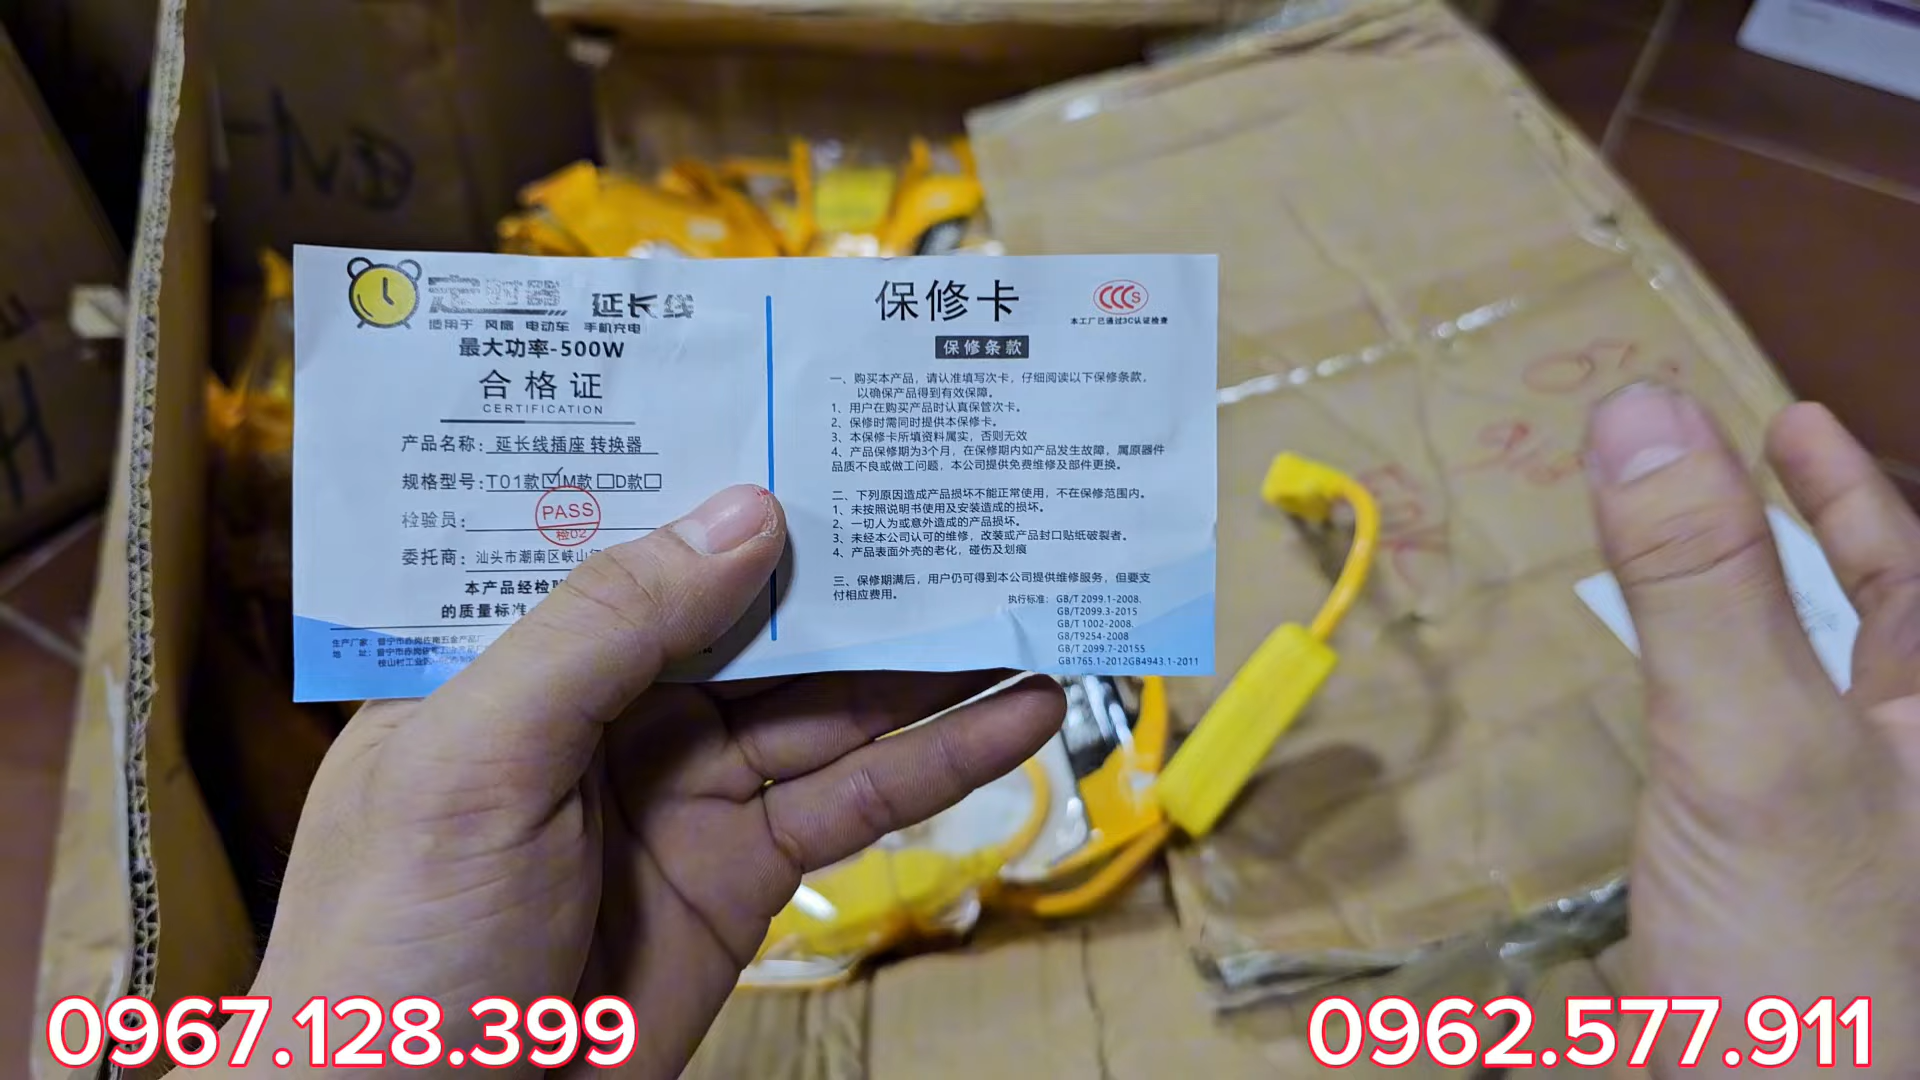 定时器 延长线
适用于 风扇 电动车 手机充电
最大功率-500W
合格证
CERTIFICATION
产品名称: 延长线插座 转换器
规格型号: T01款☑M款☐D款☐
检验员:
PASS
检02
委托商: 汕头市潮南区峡山
本产品经检
的质量标准
生产厂家:
地 址:
保修卡
CCC S
本工厂已通过3C认证检查
保修条款
一、购买本产品，请认准填写次卡，仔细阅读以下保修条款，
以确保产品得到有效保障。
1、用户在购买产品时认真保管次卡。
2、保修时需同时提供本保修卡。
3、本保修卡所填资料属实，否则无效
4、产品保修期为3个月，在保修期内如产品发生故障，属原器件
品质不良或做工问题，本公司提供免费维修及部件更换。
二、下列原因造成产品损坏不能正常使用，不在保修范围内。
1、未按照说明书使用及安装造成的损坏。
2、一切人为或意外造成的产品损坏。
3、未经本公司认可的维修，改装或产品封口贴纸破裂者。
4、产品表面外壳的老化，碰伤及划痕
三、保修期满后，用户仍可得到本公司提供维修服务，但要支
付相应费用。
执行标准: GB/T 2099.1-2008.
GB/T2099.3-2015
GB/T 1002-2008.
GB/T9254-2008
GB/T 2099.7-20155
GB1765.1-2012GB4943.1-2011
0967.128.399
0962.577.911